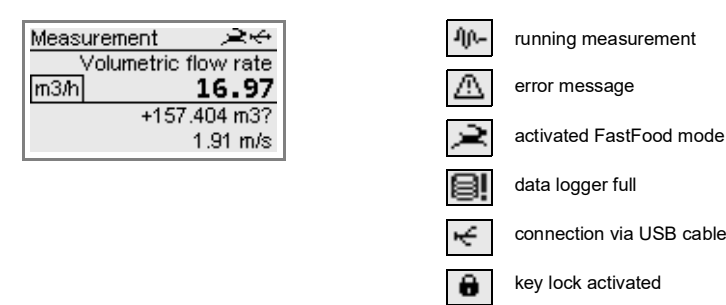 Measurement
Volumetric flow rate
m3/h 16.97
+157.404 m3?
1.91 m/s
running measurement
error message
activated FastFood mode
data logger full
connection via USB cable
key lock activated